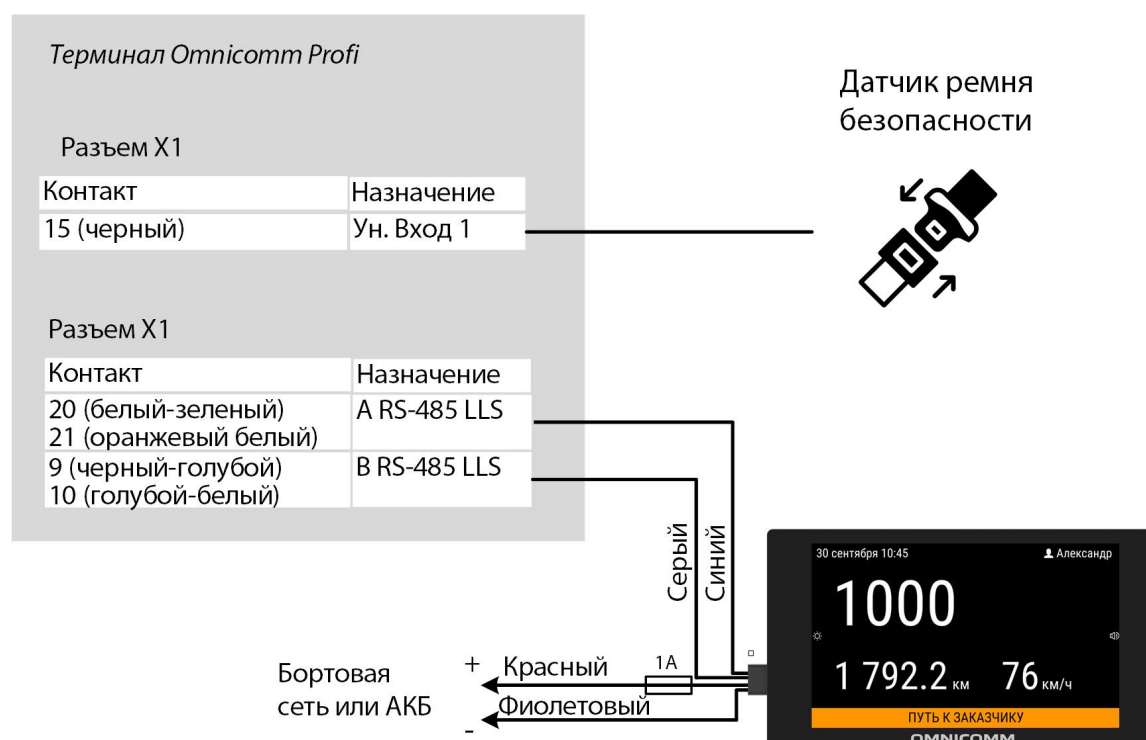 Терминал Omnicomm Profi
Датчик ремня
безопасности
Разъем X1
Контакт Назначение
15 (черный) Ун. Вход 1
Разъем X1
Контакт Назначение
20 (белый-зеленый) A RS-485 LLS
21 (оранжевый белый)
9 (черный-голубой) B RS-485 LLS
10 (голубой-белый)
Серый
Синий
30 сентября 10:45 Александр
1000
1 792.2 км 76 км/ч
ПУТЬ К ЗАКАЗЧИКУ
OMNICOMM
Бортовая
сеть или АКБ
+ Красный 1А
- Фиолетовый